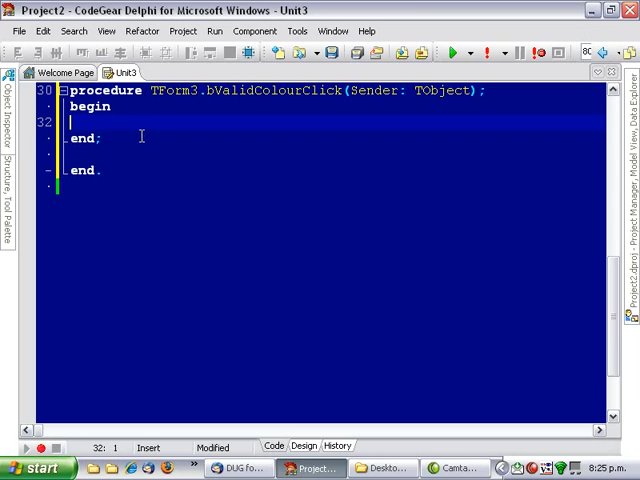 Project2 - CodeGear Delphi for Microsoft Windows - Unit3
File Edit Search View Refactor Project Run Component Tools Window Help
Welcome Page Unit3
30 procedure TForm3.bValidColourClick(Sender: TObject);
begin
32
end;
end.
Object Inspector
Structure, Tool Palette
Project2.dproj - Project Manager, Model View, Data Explorer
32: 1 Insert Modified Code Design History
start DUG fo... Project... Deskto... Camta... 8:25 p.m.